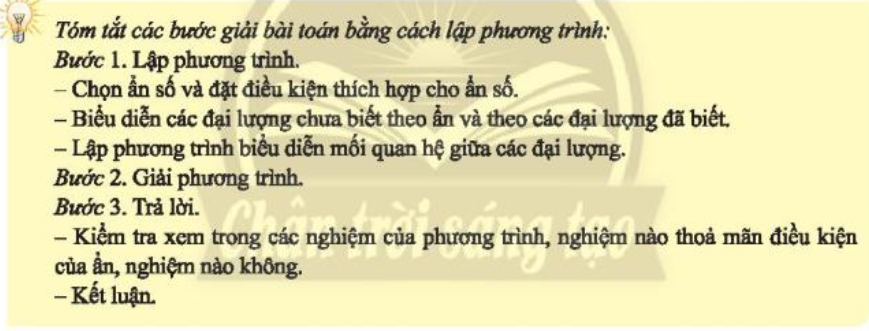 Tóm tắt các bước giải bài toán bằng cách lập phương trình:
Bước 1. Lập phương trình.
– Chọn ẩn số và đặt điều kiện thích hợp cho ẩn số.
– Biểu diễn các đại lượng chưa biết theo ẩn và theo các đại lượng đã biết.
– Lập phương trình biểu diễn mối quan hệ giữa các đại lượng.
Bước 2. Giải phương trình.
Bước 3. Trả lời.
– Kiểm tra xem trong các nghiệm của phương trình, nghiệm nào thoả mãn điều kiện
của ẩn, nghiệm nào không.
– Kết luận.
Chân trời sáng tạo